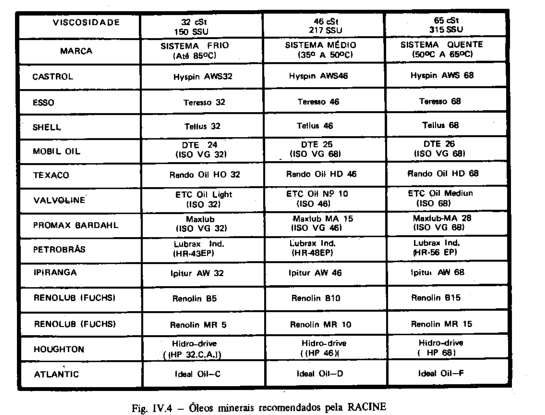 VISCOSIDADE 32 cSt 46 cSt 65 cSt
150 SSU 217 SSU 315 SSU
MARCA SISTEMA FRIO SISTEMA MÉDIO SISTEMA QUENTE
(Até 85ºC) (35º A 50ºC) (50ºC A 65ºC)
CASTROL Hyspin AWS32 Hyspin AWS46 Hyspin AWS 68
ESSO Teresso 32 Teresso 46 Teresso 68
SHELL Tellus 32 Tellus 46 Tellus 68
MOBIL OIL DTE 24 DTE 25 DTE 26
(ISO VG 32) (ISO VG 68) (ISO VG 68)
TEXACO Rando Oil HO 32 Rando Oil HD 46 Rando Oil HD 68
VALVOLINE ETC Oil Light ETC Oil Nº 10 ETC Oil Mediun
(ISO 32) (ISO 46) (ISO 68)
PROMAX BARDAHL Maxlub Maxlub MA 15 Maxlub-MA 28
(ISO VG 32) (ISO VG 46) (ISO VG 68)
PETROBRÁS Lubrax Ind. Lubrax Ind. Lubrax Ind.
(HR-43EP) (HR-48EP) (HR-56 EP)
IPIRANGA Ipitur AW 32 Ipitur AW 46 Ipitur AW 68
RENOLUB (FUCHS) Renolin B5 Renolin B10 Renolin B15
RENOLUB (FUCHS) Renolin MR 5 Renolin MR 10 Renolin MR 15
HOUGHTON Hidro-drive Hidro-drive Hidro-drive
((HP 32.C.A.)) ((HP 46)( ( HP 68)
ATLANTIC Ideal Oil-C Ideal Oil-D Ideal Oil-F
Fig. IV.4 – Óleos minerais recomendados pela RACINE